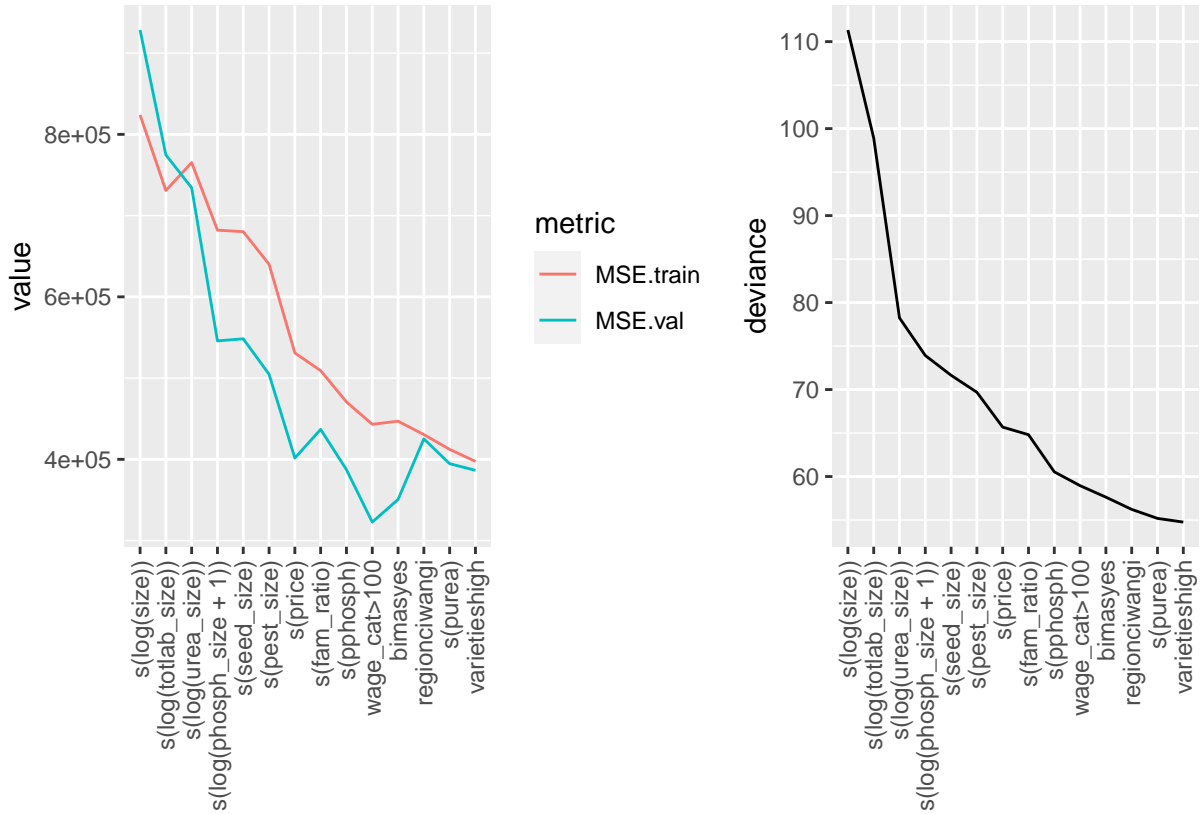 value
8e+05
6e+05
4e+05
s(log(size))
s(log(totlab_size))
s(log(urea_size))
s(log(phosph_size + 1))
s(seed_size)
s(pest_size)
s(price)
s(fam_ratio)
s(pphosph)
wage_cat>100
bimasyes
regionciwangi
s(purea)
varietieshigh
metric
MSE.train
MSE.val
deviance
110
100
90
80
70
60
s(log(size))
s(log(totlab_size))
s(log(urea_size))
s(log(phosph_size + 1))
s(seed_size)
s(pest_size)
s(price)
s(fam_ratio)
s(pphosph)
wage_cat>100
bimasyes
regionciwangi
s(purea)
varietieshigh